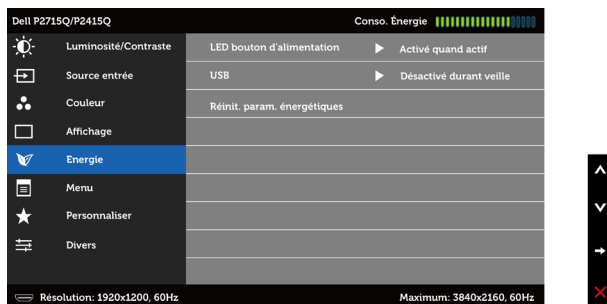 Dell P2715Q/P2415Q
Conso. Énergie
Luminosité/Contraste
LED bouton d'alimentation
Activé quand actif
Source entrée
USB
Désactivé durant veille
Couleur
Réinit. param. énergétiques
Affichage
Energie
Menu
Personnaliser
Divers
Résolution: 1920x1200, 60Hz
Maximum: 3840x2160, 60Hz